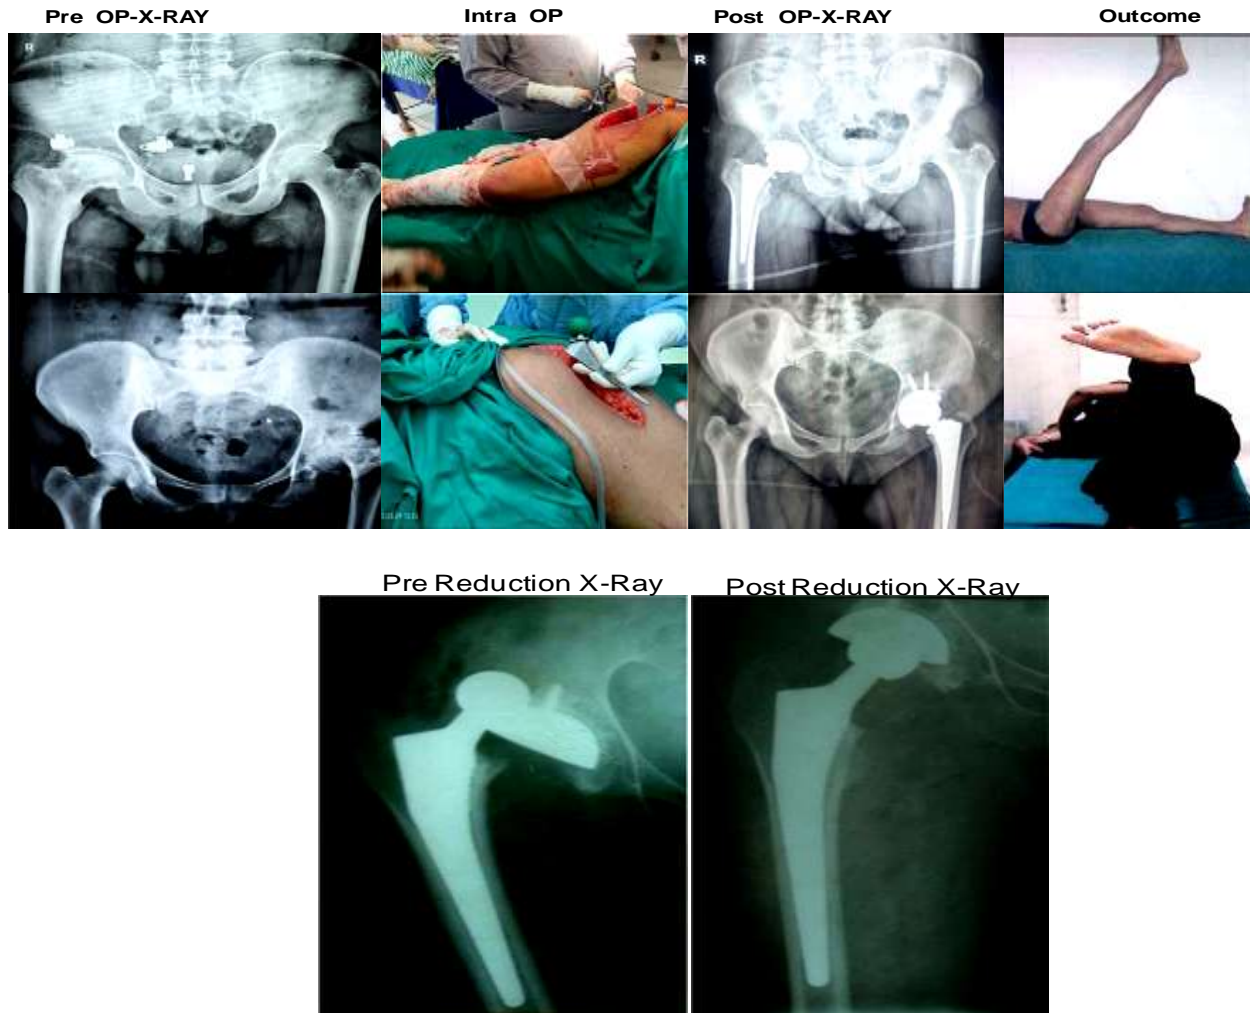 Pre OP-X-RAY
Intra OP
Post OP-X-RAY
Outcome
R
R
Pre Reduction X-Ray
Post Reduction X-Ray